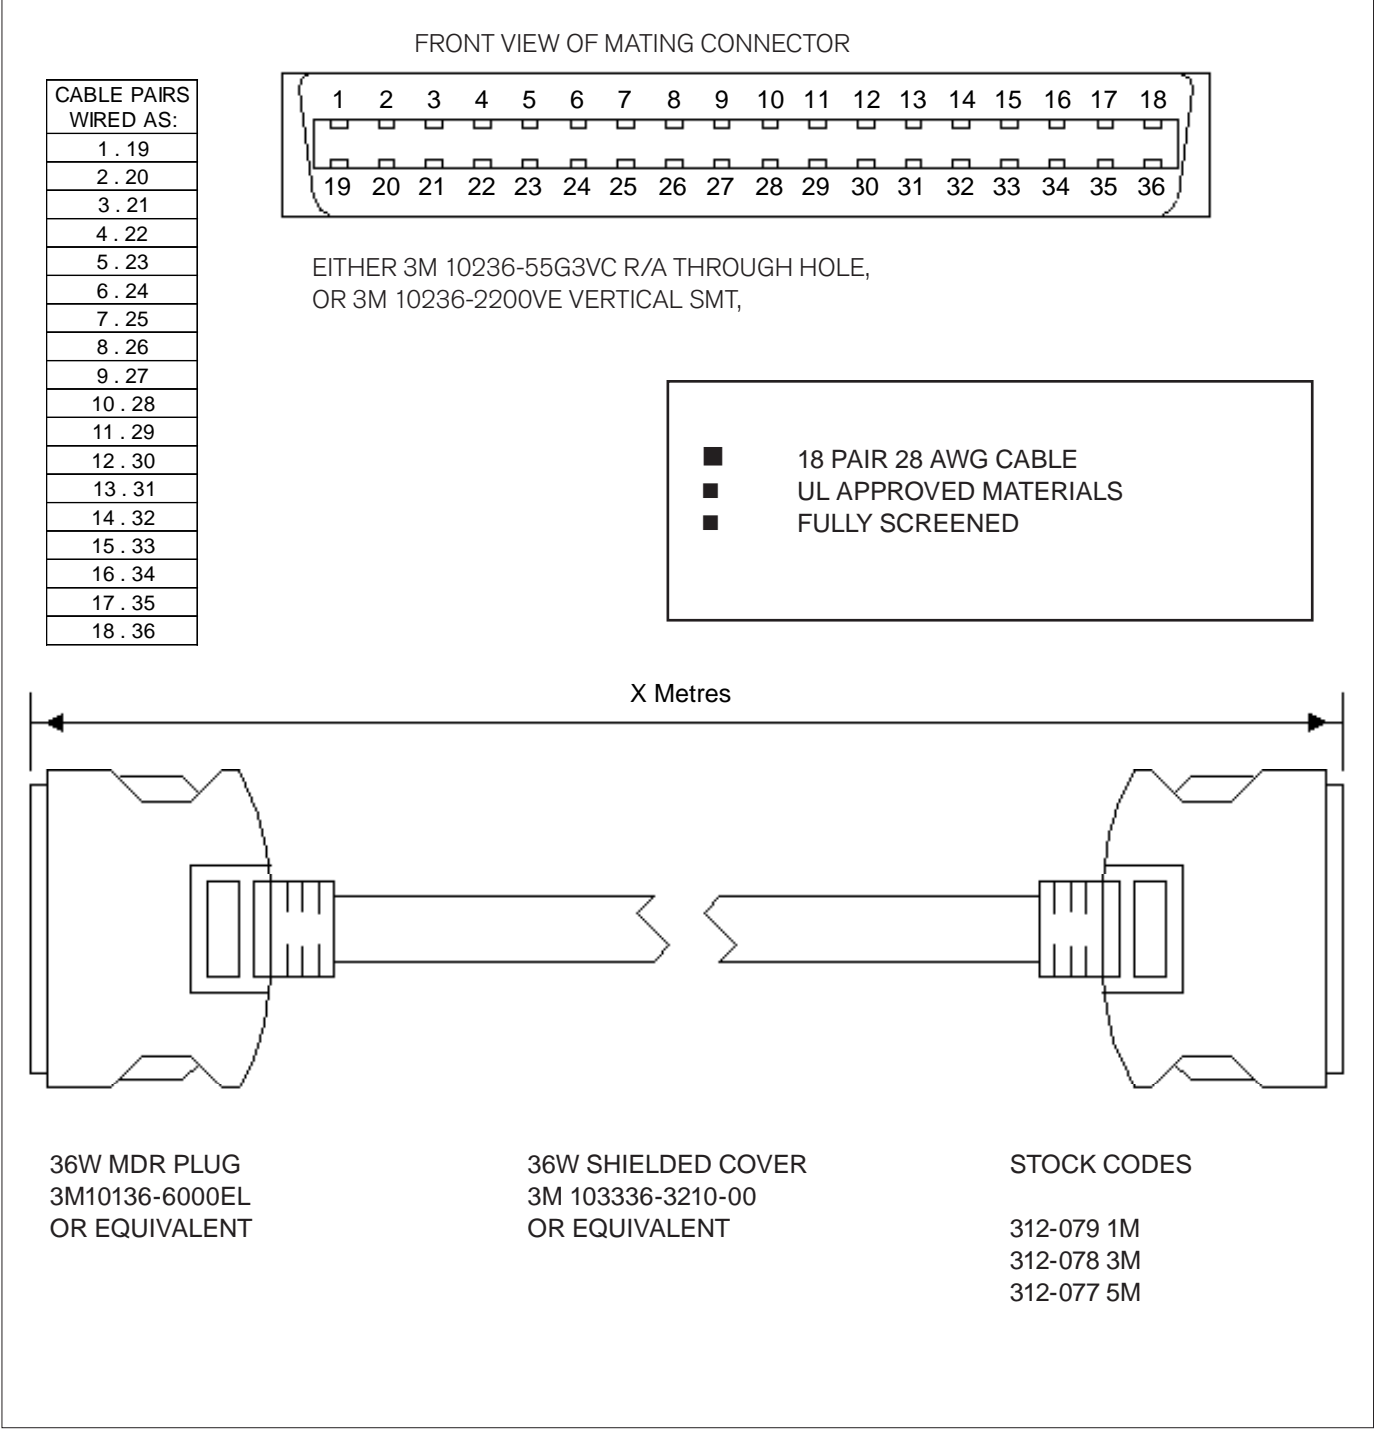 FRONT VIEW OF MATING CONNECTOR
CABLE PAIRS
WIRED AS:
1 . 19
2 . 20
3 . 21
4 . 22
5 . 23
6 . 24
7 . 25
8 . 26
9 . 27
10 . 28
11 . 29
12 . 30
13 . 31
14 . 32
15 . 33
16 . 34
17 . 35
18 . 36
1 2 3 4 5 6 7 8 9 10 11 12 13 14 15 16 17 18
19 20 21 22 23 24 25 26 27 28 29 30 31 32 33 34 35 36
EITHER 3M 10236-55G3VC R/A THROUGH HOLE,
OR 3M 10236-2200VE VERTICAL SMT,
18 PAIR 28 AWG CABLE
UL APPROVED MATERIALS
FULLY SCREENED
X Metres
36W MDR PLUG
3M10136-6000EL
OR EQUIVALENT
36W SHIELDED COVER
3M 103336-3210-00
OR EQUIVALENT
STOCK CODES
312-079 1M
312-078 3M
312-077 5M